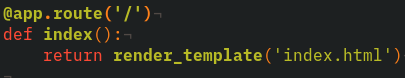 @app.route('/')¬
def index():¬
    return render_template('index.html')
¬